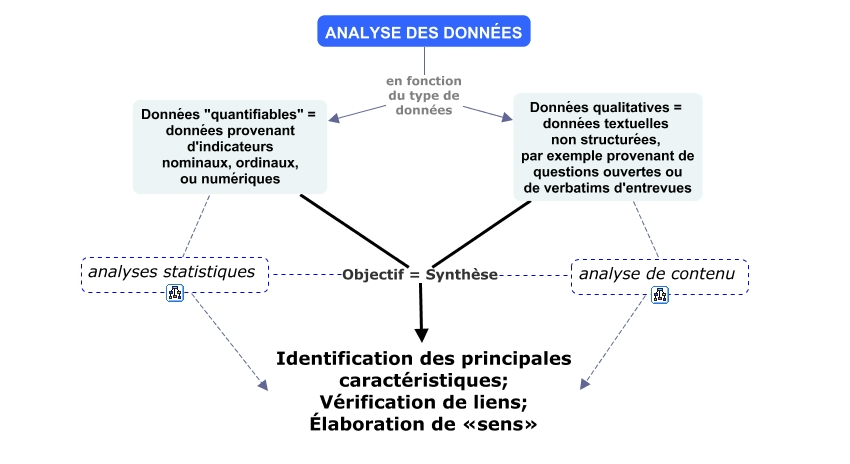 ANALYSE DES DONNÉES
en fonction
du type de
données
Données "quantifiables" =
données provenant
d'indicateurs
nominaux, ordinaux,
ou numériques
Données qualitatives =
données textuelles
non structurées,
par exemple provenant de
questions ouvertes ou
de verbatims d'entrevues
analyses statistiques
Objectif = Synthèse
analyse de contenu
Identification des principales
caractéristiques;
Vérification de liens;
Élaboration de «sens»